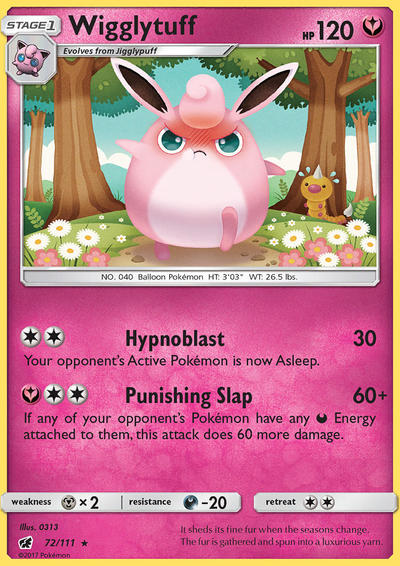 STAGE 1 Wigglytuff HP 120
Evolves from Jigglypuff
NO. 040 Balloon Pokémon HT: 3'03" WT: 26.5 lbs.
Hypnoblast 30
Your opponent's Active Pokémon is now Asleep.
Punishing Slap 60+
If any of your opponent's Pokémon have any Energy
attached to them, this attack does 60 more damage.
weakness ×2 resistance -20 retreat
Illus. 0313
72/111 ★
©2017 Pokémon
It sheds its fine fur when the seasons change.
The fur is gathered and spun into a luxurious yarn.